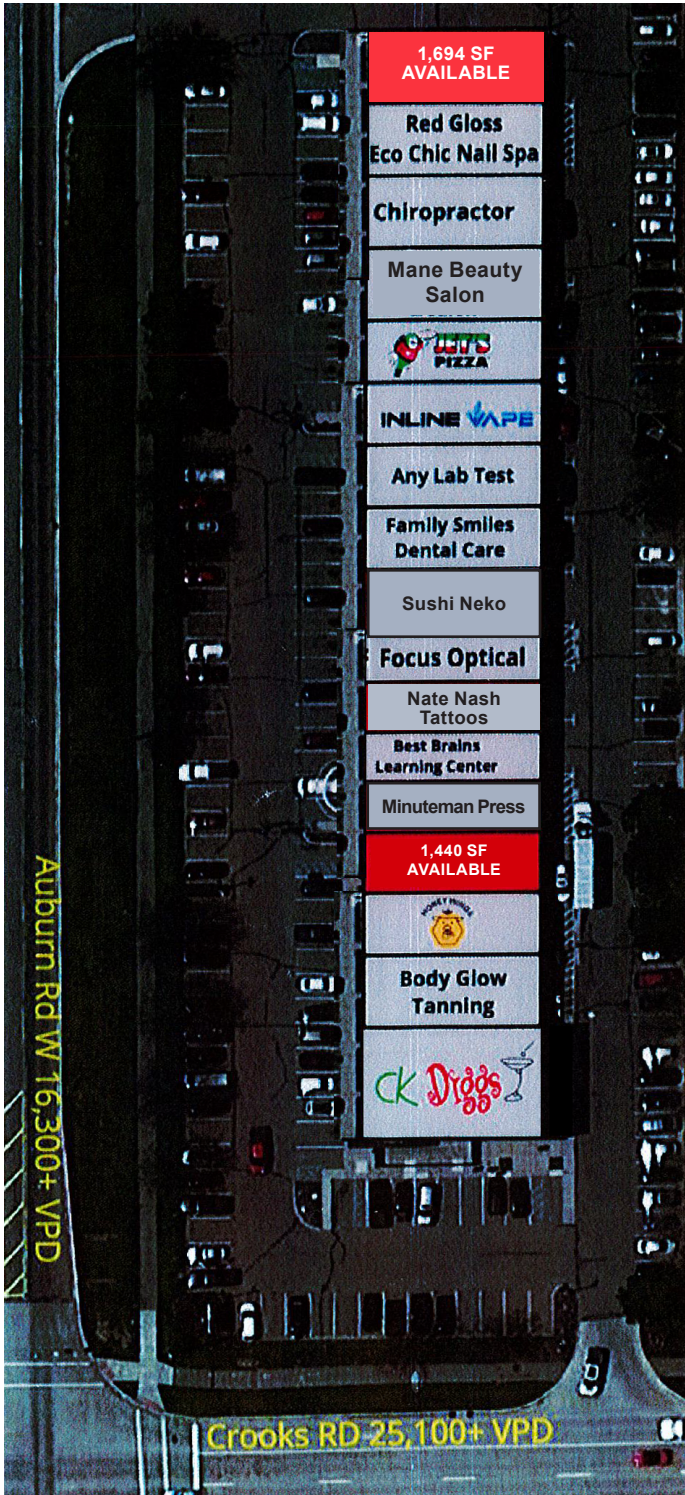 1,694 SF
AVAILABLE
Red Gloss
Eco Chic Nail Spa
Chiropractor
Mane Beauty
Salon
JET'S
PIZZA
INLINE VAPE
Any Lab Test
Family Smiles
Dental Care
Sushi Neko
Focus Optical
Nate Nash
Tattoos
Best Brains
Learning Center
Minuteman Press
1,440 SF
AVAILABLE
HONEY WINGS
Body Glow
Tanning
CK Diggs
Auburn Rd W 16,300+ VPD
Crooks RD 25,100+ VPD